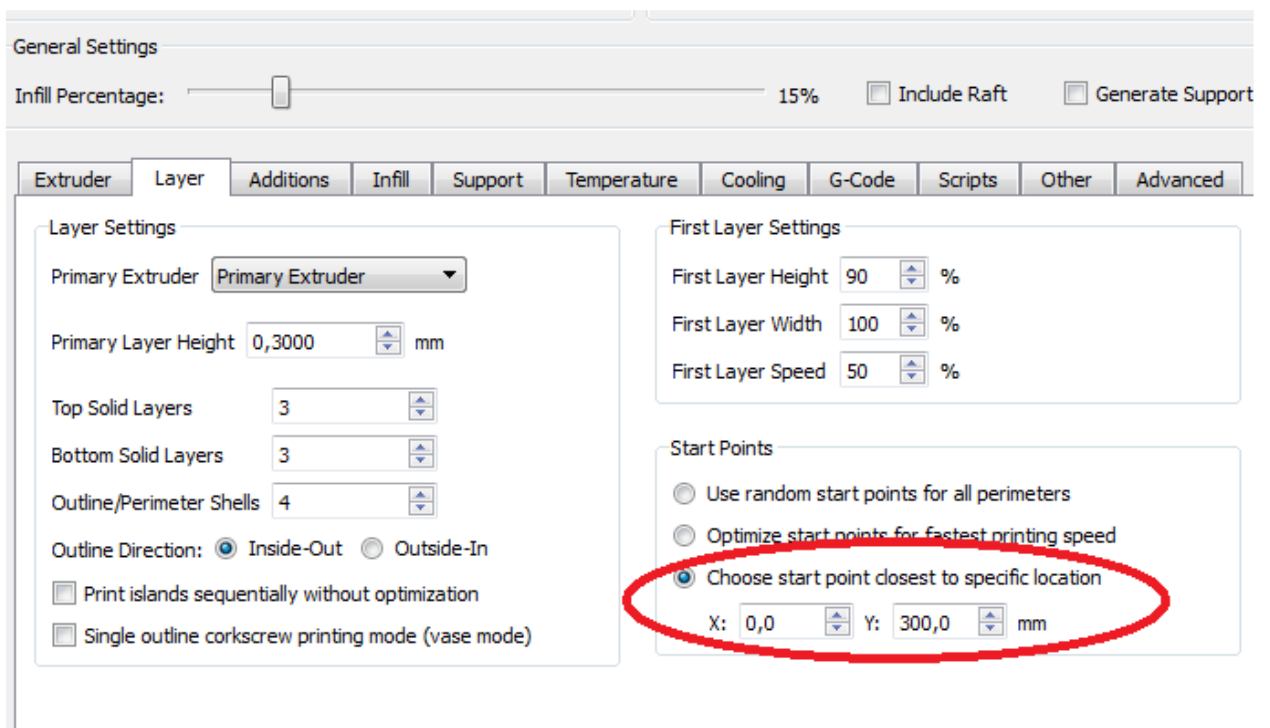 General Settings
Infill Percentage: 15% Include Raft Generate Support
Extruder Layer Additions Infill Support Temperature Cooling G-Code Scripts Other Advanced
Layer Settings
Primary Extruder Primary Extruder
Primary Layer Height 0,3000 mm
Top Solid Layers 3
Bottom Solid Layers 3
Outline/Perimeter Shells 4
Outline Direction: Inside-Out Outside-In
Print islands sequentially without optimization
Single outline corkscrew printing mode (vase mode)
First Layer Settings
First Layer Height 90 %
First Layer Width 100 %
First Layer Speed 50 %
Start Points
Use random start points for all perimeters
Optimize start points for fastest printing speed
Choose start point closest to specific location
X: 0,0 Y: 300,0 mm